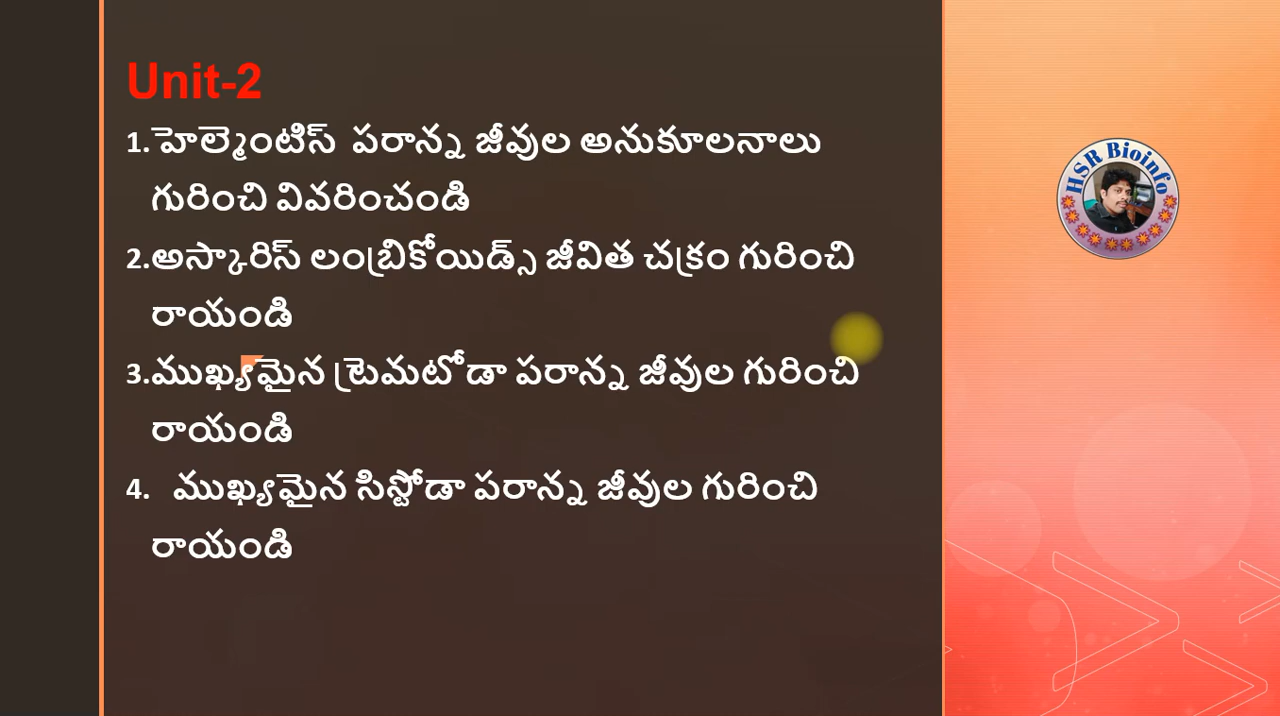 Unit-2
1.హెల్మెంటిస్ పరాన్న జీవుల అనుకూలనాలు
గురించి వివరించండి
2.అస్కారిస్ లంబ్రికోయిడ్స్ జీవిత చక్రం గురించి
రాయండి
3.ముఖ్యమైన ట్రెమటోడా పరాన్న జీవుల గురించి
రాయండి
4. ముఖ్యమైన సిస్టోడా పరాన్న జీవుల గురించి
రాయండి
HSR Bioinfo